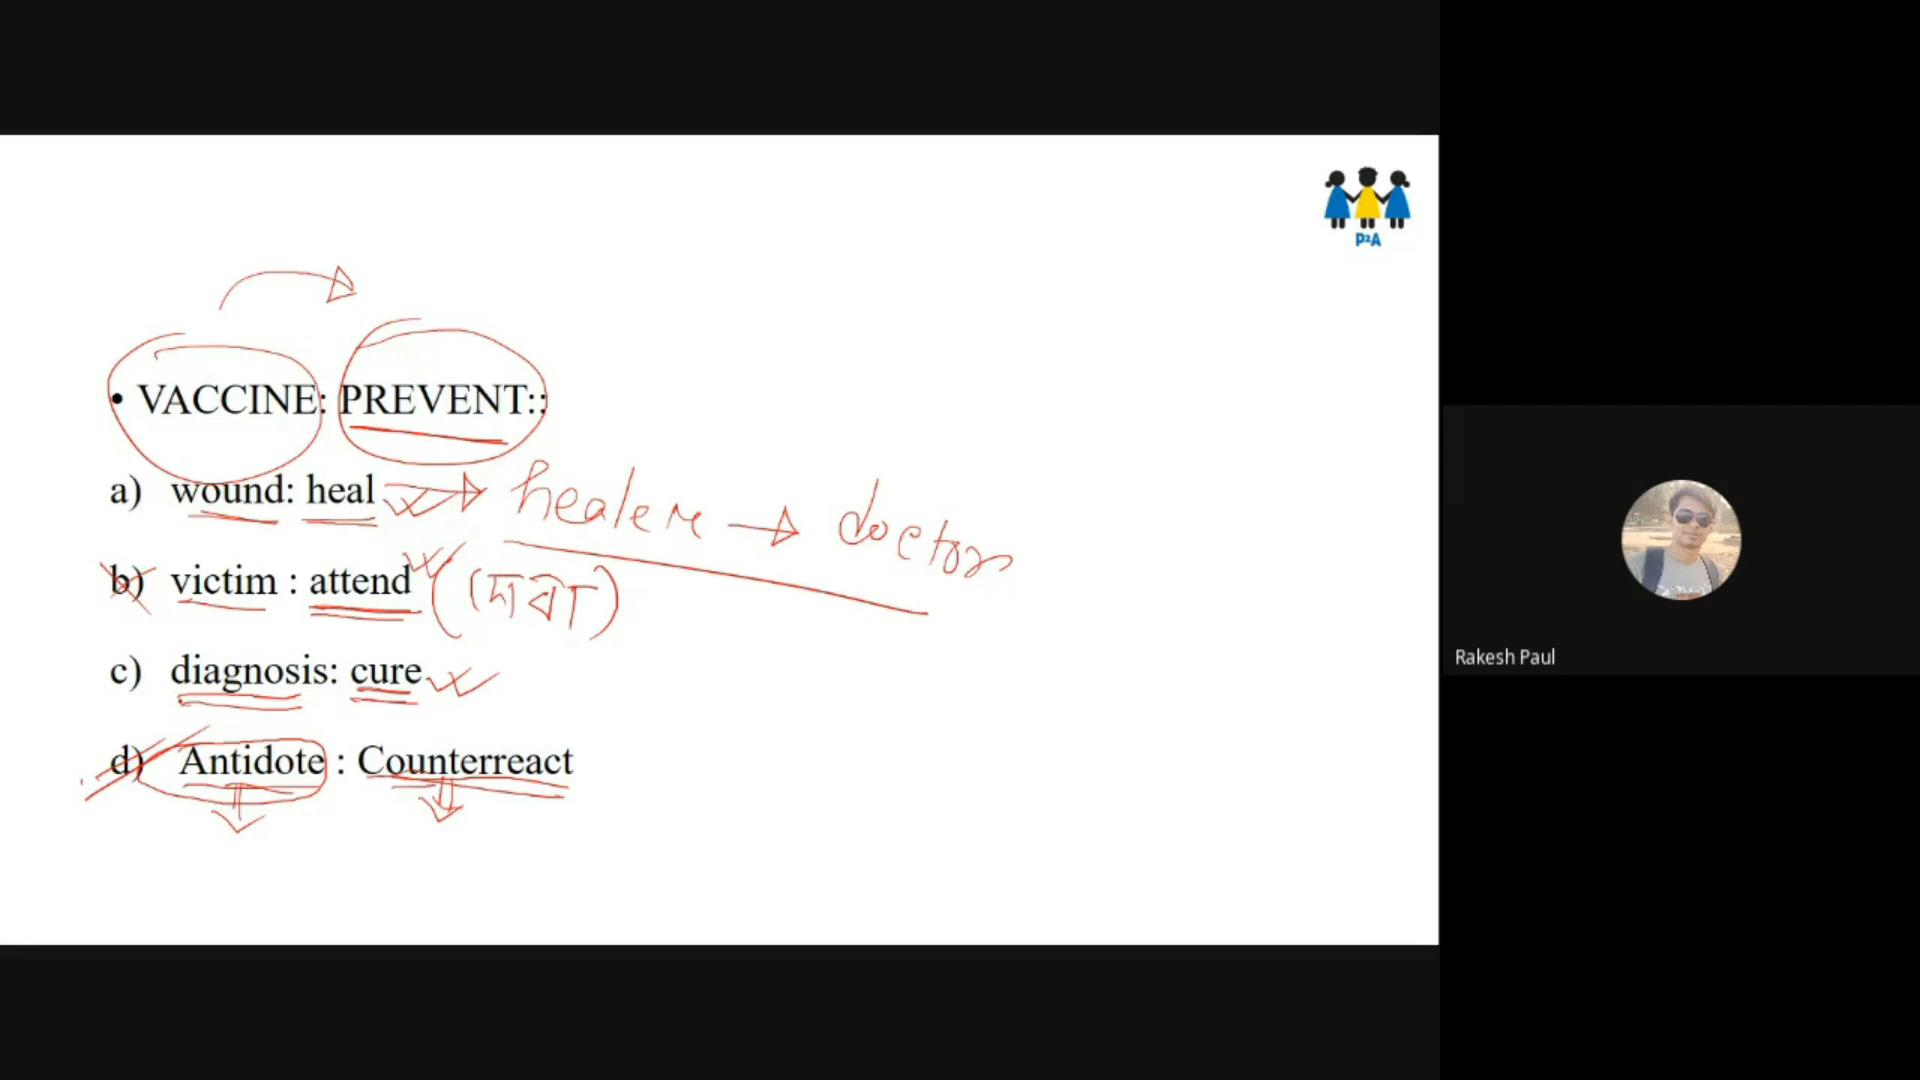 P²A
• VACCINE: PREVENT::
a) wound: heal → healer → doctor
b) victim : attend (সেবা)
c) diagnosis: cure
d) Antidote : Counterreact
Rakesh Paul